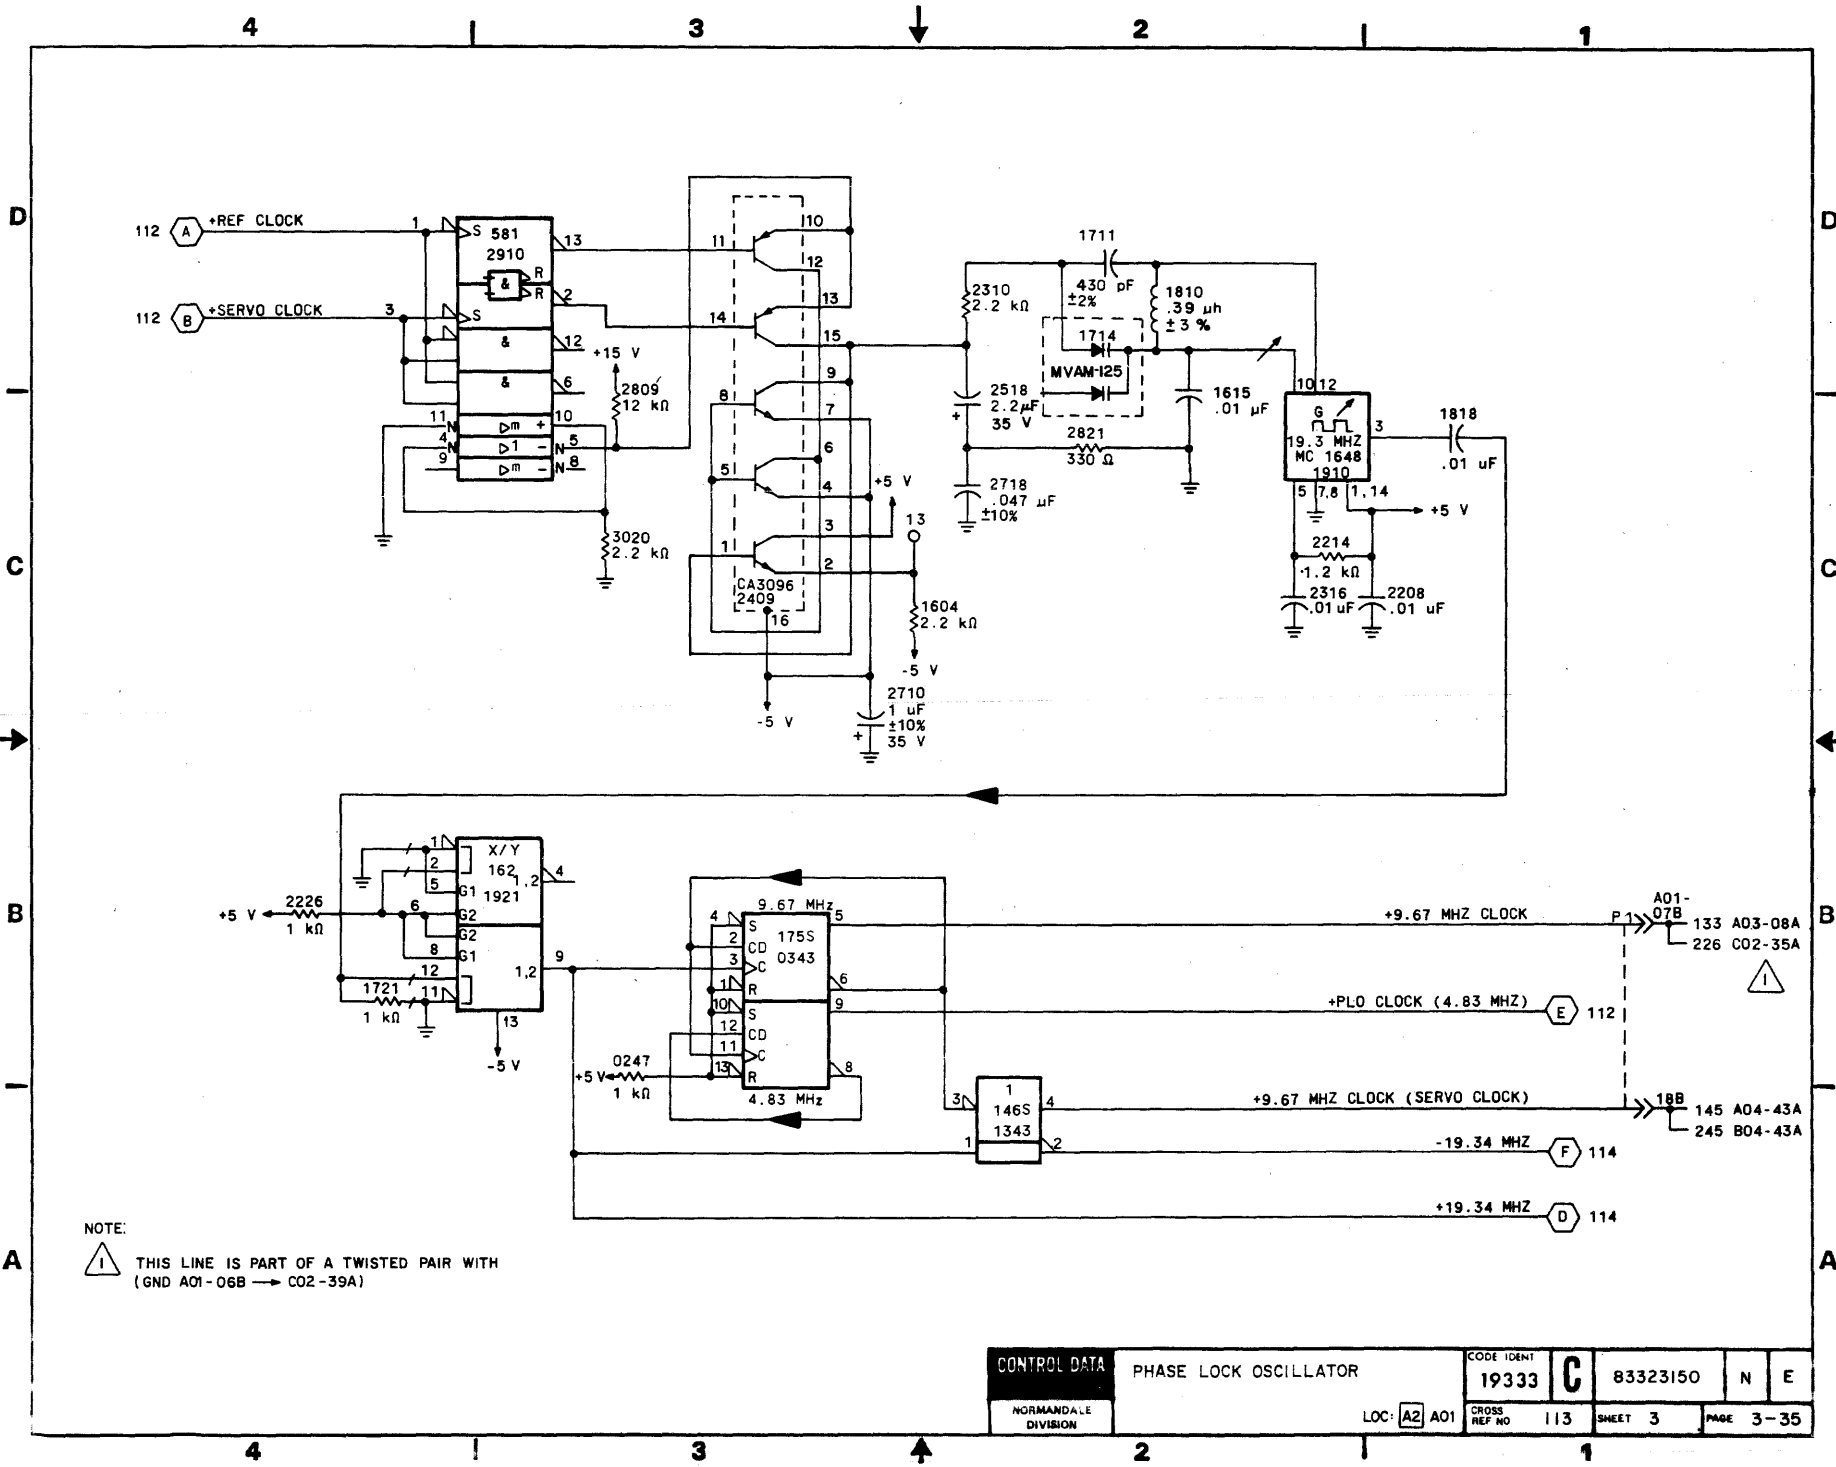 4 3 2 1
D D
112 A +REF CLOCK 1 S 581 13
2910
& R
R 2
112 B +SERVO CLOCK 3 S
& 12
+15 V
& 6
2809
12 kΩ
11 N ▷m + 10
4 N ▷1 - N 5
9 ▷m - N 8
3020
2.2 kΩ
11 10
12
13
14 15
9
8 7
6
5 4
3
1 2
CA3096
2409
16
+5 V
13
1604
2.2 kΩ
-5 V
-5 V
2710
1 uF
±10%
+ 35 V
2310
2.2 kΩ
1711
430 pF
±2%
1810
.39 µh
±3 %
1714
MVAM-125
2518
2.2µF
+ 35 V
1615
.01 µF
2821
330 Ω
2718
.047 µF
±10%
10 12
G
19.3 MHZ
MC 1648
1910
3
5 7,8 1,14
+5 V
1818
.01 uF
2214
1.2 kΩ
2316
.01uF
2208
.01 uF
C C
1 X/Y
2 162 1,2 4
5 G1 1921
+5 V 2226 6 G2
1 kΩ
G2
8 G1
12 1,2 9
1721 11
1 kΩ
13
-5 V
9.67 MHz
4 S 175S 5
2 CD 0343
3 C
1 R 6
10 S 9
12 CD
11 C
13 R 8
4.83 MHz
0247
+5 V
1 kΩ
1
3 146S 4
1343
1 2
+9.67 MHZ CLOCK P1 A01-
07B
133 A03-08A
226 C02-35A
1
+PLO CLOCK (4.83 MHZ) E 112
+9.67 MHZ CLOCK (SERVO CLOCK) 18B
145 A04-43A
245 B04-43A
-19.34 MHZ F 114
+19.34 MHZ D 114
B B
NOTE:
1 THIS LINE IS PART OF A TWISTED PAIR WITH
(GND A01-06B → C02-39A)
A A
CONTROL DATA
NORMANDALE
DIVISION
PHASE LOCK OSCILLATOR
LOC: A2 A01
CODE IDENT
19333 C 83323150 N E
CROSS
REF NO 113 SHEET 3 PAGE 3-35
4 3 2 1